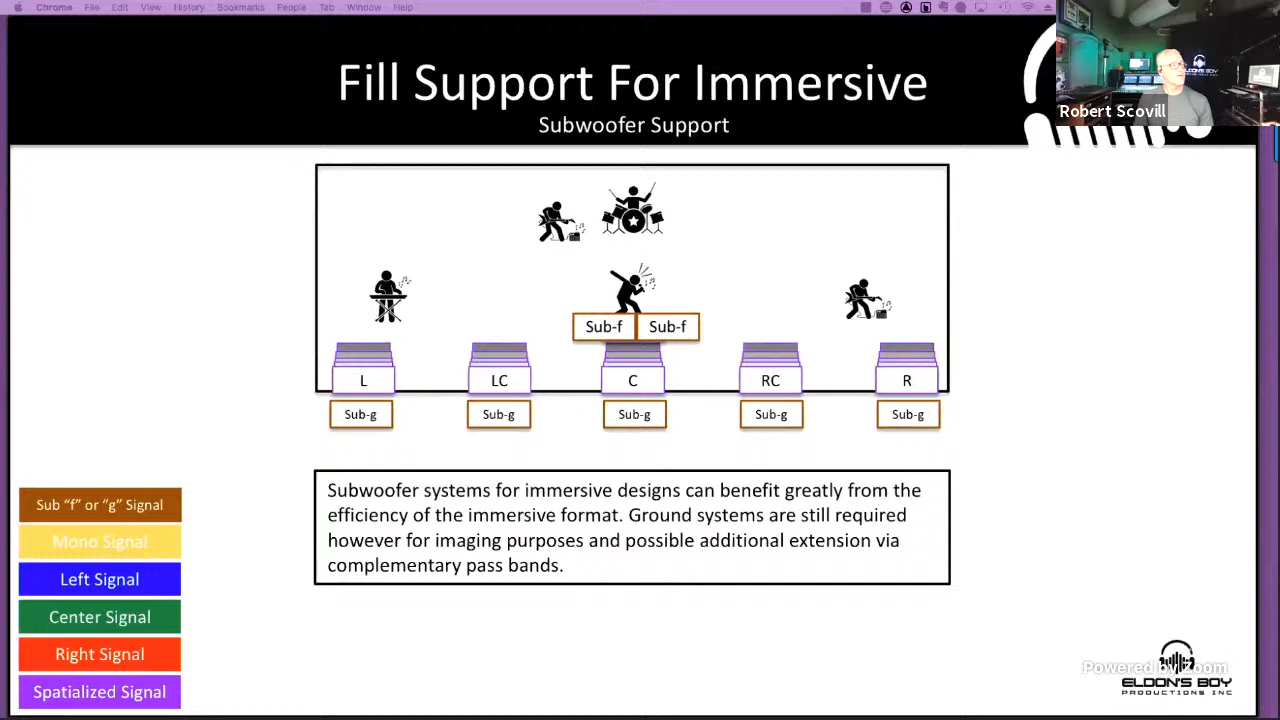 Chrome File Edit View History Bookmarks People Tab Window Help
Fill Support For Immersive
Subwoofer Support
Robert Scovill
Sub-f Sub-f
L LC C RC R
Sub-g Sub-g Sub-g Sub-g Sub-g
Subwoofer systems for immersive designs can benefit greatly from the
efficiency of the immersive format. Ground systems are still required
however for imaging purposes and possible additional extension via
complementary pass bands.
Sub “f” or “g” Signal
Mono Signal
Left Signal
Center Signal
Right Signal
Spatialized Signal
Powered by Zoom
ELDON'S BOY
PRODUCTIONS INC